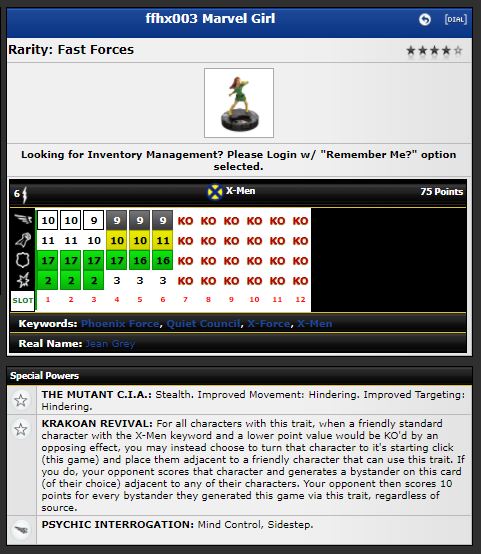 ffhx003 Marvel Girl [DIAL]
Rarity: Fast Forces
Looking for Inventory Management? Please Login w/ "Remember Me?" option
selected.
6 X-Men 75 Points
10 10 9 9 9 9 KO KO KO KO KO KO
11 11 10 10 10 11 KO KO KO KO KO KO
17 17 17 17 16 16 KO KO KO KO KO KO
2 2 2 3 3 3 KO KO KO KO KO KO
SLOT 1 2 3 4 5 6 7 8 9 10 11 12
Keywords: Phoenix Force, Quiet Council, X-Force, X-Men
Real Name: Jean Grey
Special Powers
THE MUTANT C.I.A.: Stealth. Improved Movement: Hindering. Improved Targeting:
Hindering.
KRAKOAN REVIVAL: For all characters with this trait, when a friendly standard
character with the X-Men keyword and a lower point value would be KO'd by an
opposing effect, you may instead choose to turn that character to it's starting click
(this game) and place them adjacent to a friendly character that can use this trait. If
you do, your opponent scores that character and generates a bystander on this card
(of their choice) adjacent to any of their characters. Your opponent then scores 10
points for every bystander they generated this game via this trait, regardless of
source.
PSYCHIC INTERROGATION: Mind Control, Sidestep.